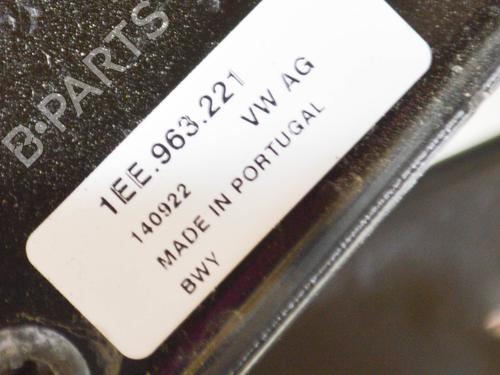 B-PARTS
1EE.963.221
VW AG
140922
MADE IN PORTUGAL
BWY